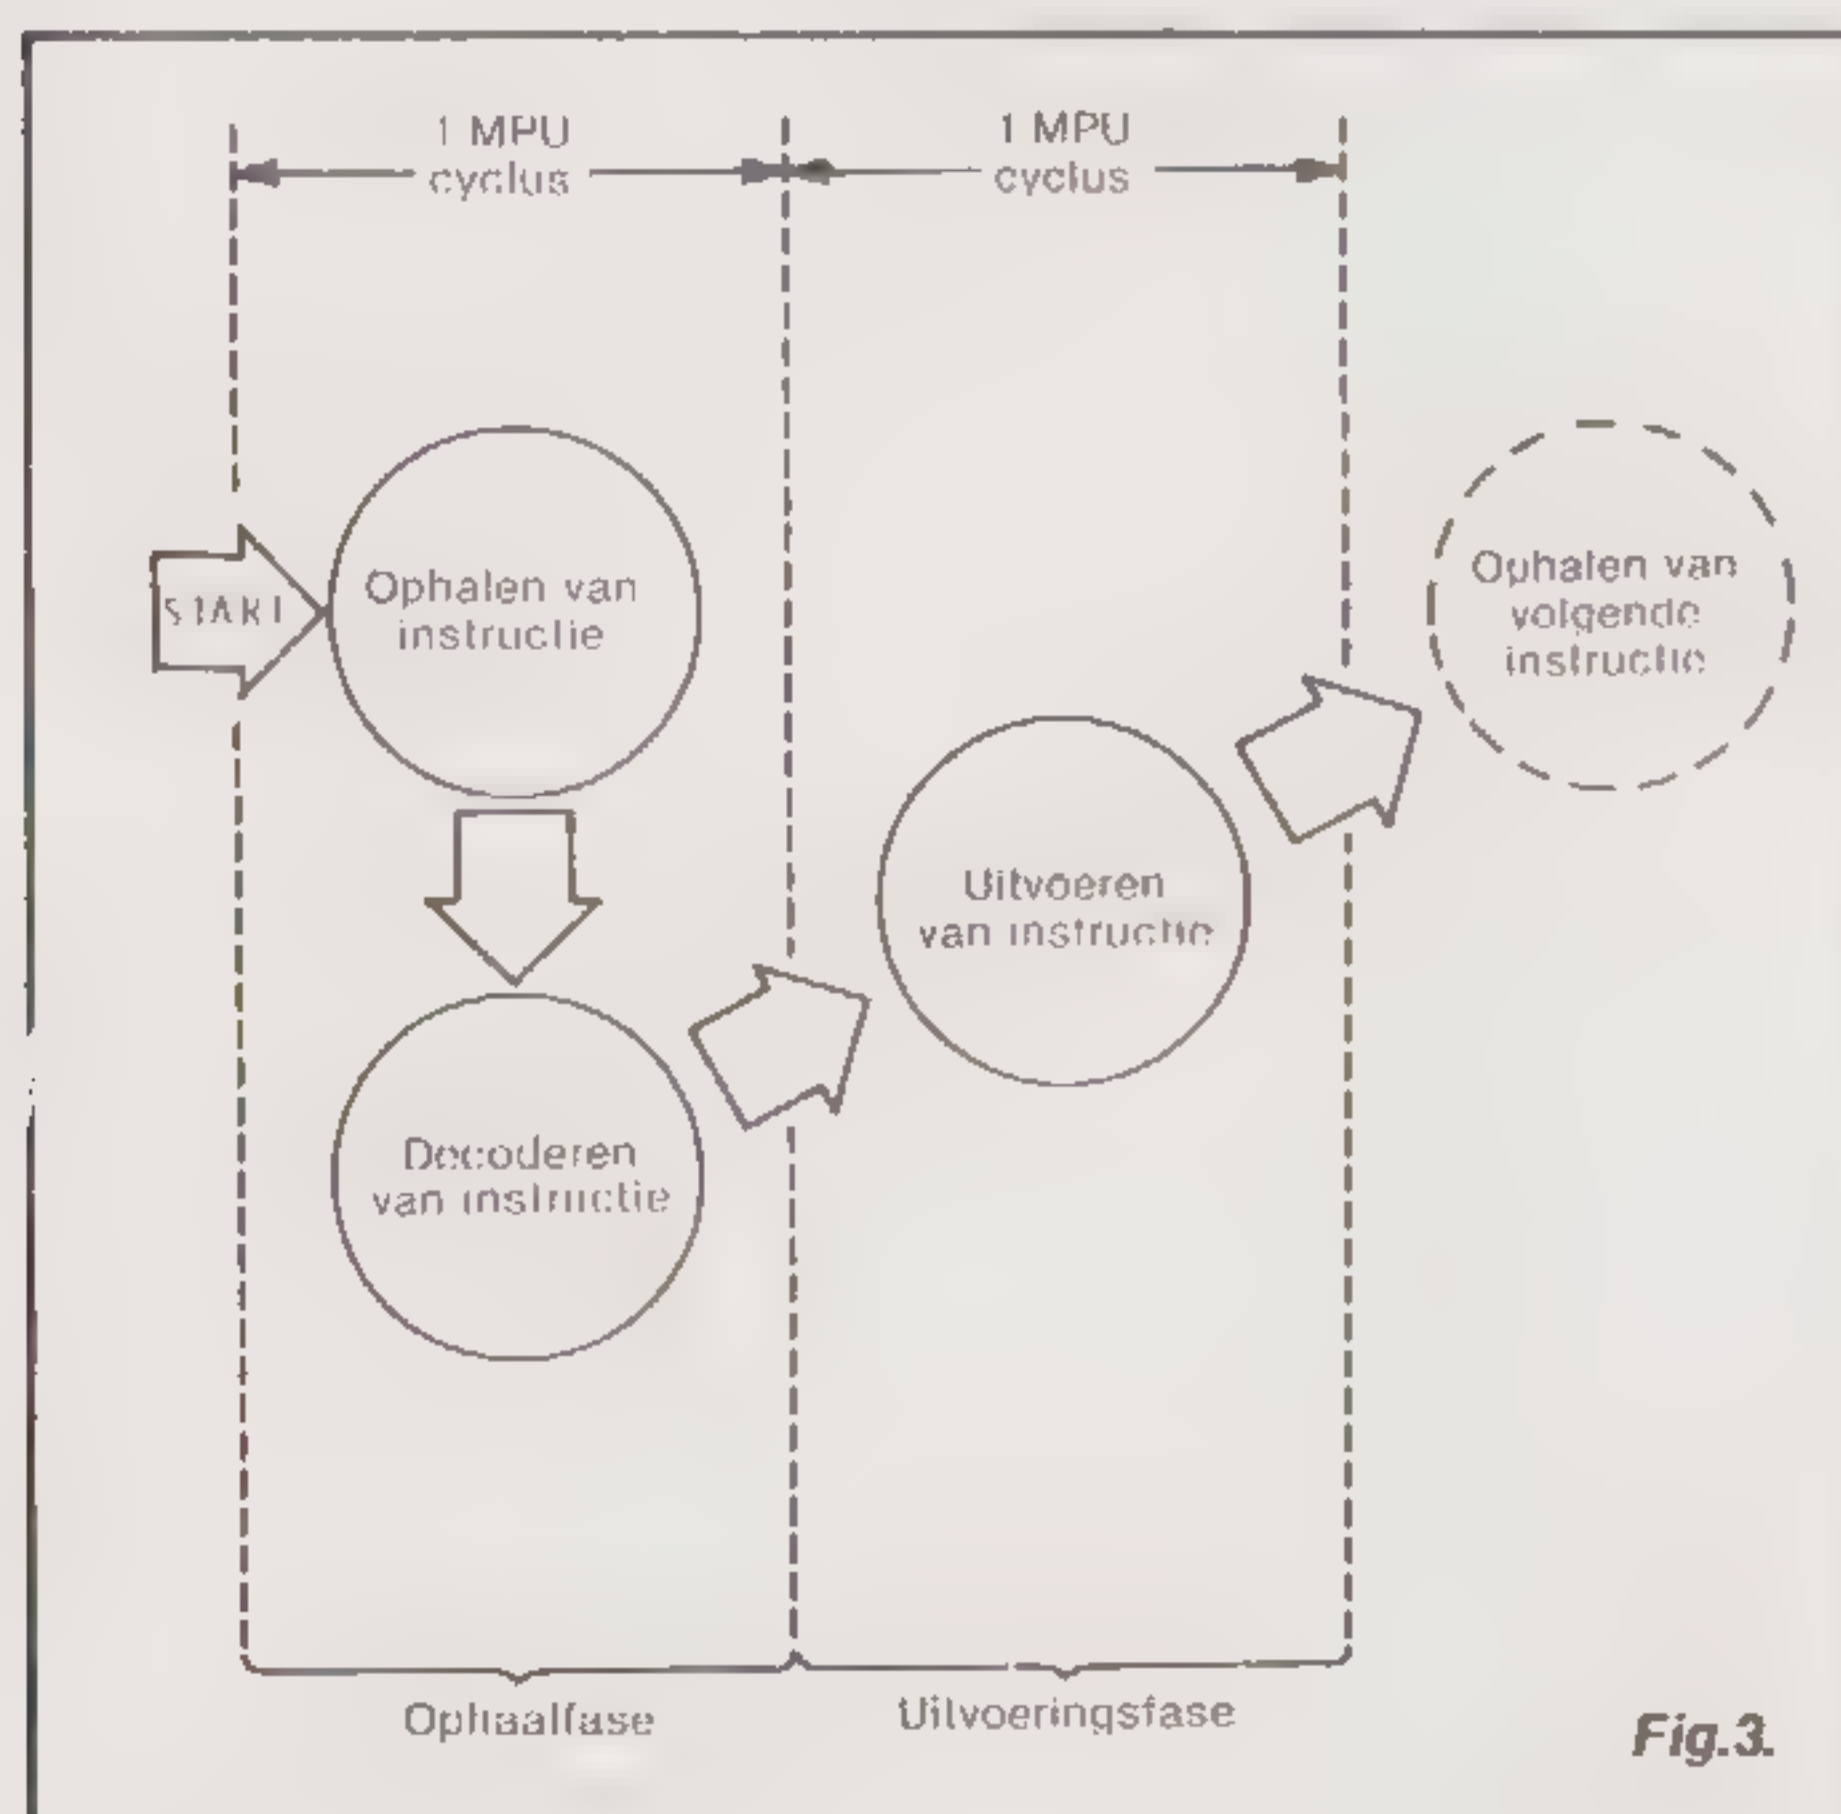 1 MPU
cyclus
1 MPU
cyclus
START
Ophalen van
instructie
Ophalen van
volgende
instructie
Uitvoeren
van instructie
Decoderen
van instructie
Ophaalfase
Uitvoeringsfase
Fig.3.